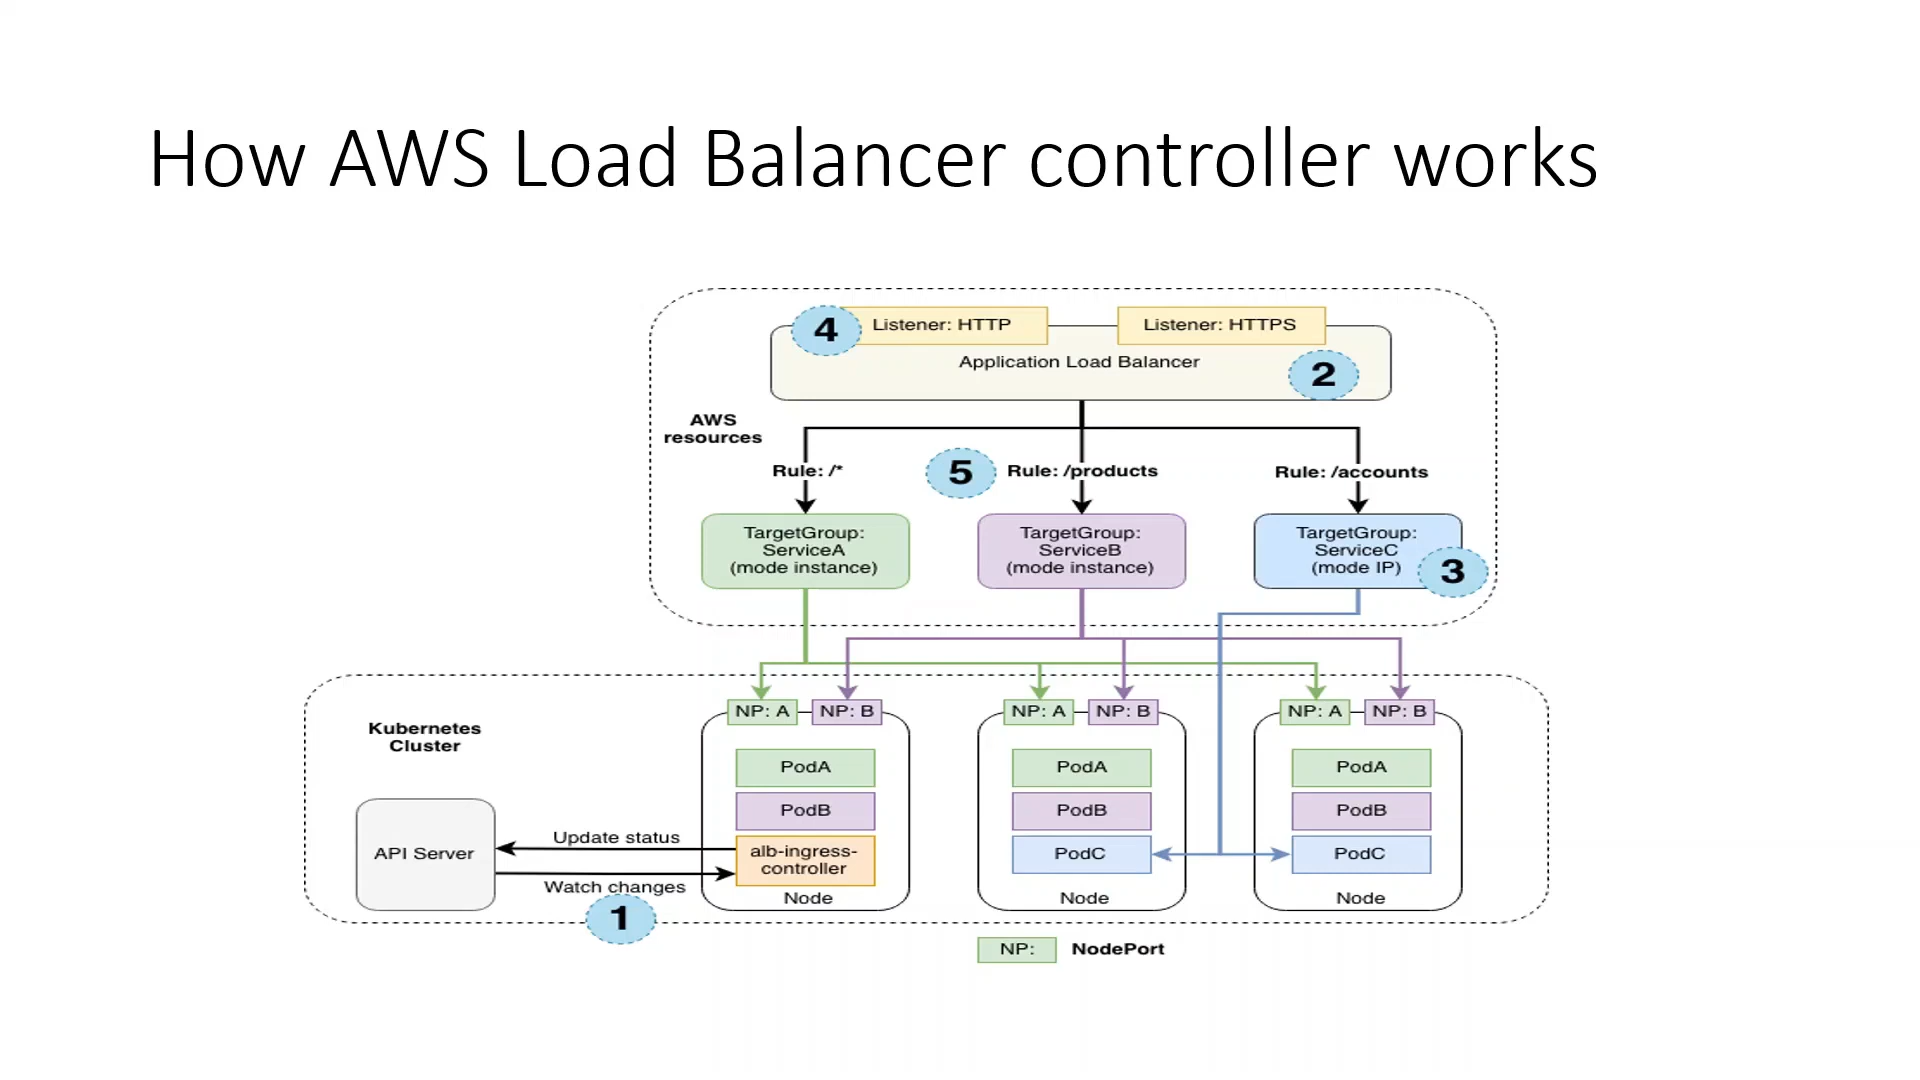 How AWS Load Balancer controller works
4
Listener: HTTP
Listener: HTTPS
Application Load Balancer
2
AWS
resources
Rule: /*
5
Rule: /products
Rule: /accounts
TargetGroup:
ServiceA
(mode instance)
TargetGroup:
ServiceB
(mode instance)
TargetGroup:
ServiceC
(mode IP)
3
Kubernetes
Cluster
NP: A
NP: B
NP: A
NP: B
NP: A
NP: B
PodA
PodA
PodA
PodB
PodB
PodB
API Server
Update status
Watch changes
1
alb-ingress-
controller
PodC
PodC
Node
Node
Node
NP:
NodePort